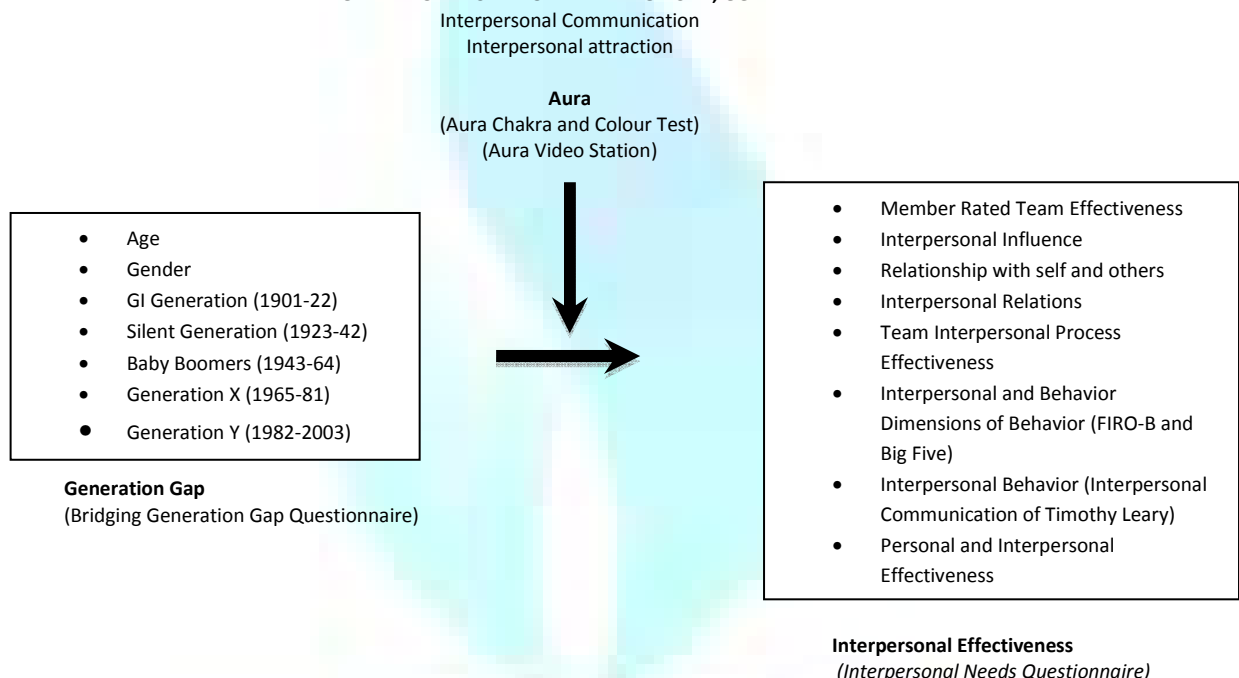 Interpersonal Communication
Interpersonal attraction
Aura
(Aura Chakra and Colour Test)
(Aura Video Station)
• Age
• Gender
• GI Generation (1901-22)
• Silent Generation (1923-42)
• Baby Boomers (1943-64)
• Generation X (1965-81)
• Generation Y (1982-2003)
Generation Gap
(Bridging Generation Gap Questionnaire)
• Member Rated Team Effectiveness
• Interpersonal Influence
• Relationship with self and others
• Interpersonal Relations
• Team Interpersonal Process
Effectiveness
• Interpersonal and Behavior
Dimensions of Behavior (FIRO-B and
Big Five)
• Interpersonal Behavior (Interpersonal
Communication of Timothy Leary)
• Personal and Interpersonal
Effectiveness
Interpersonal Effectiveness
(Interpersonal Needs Questionnaire)